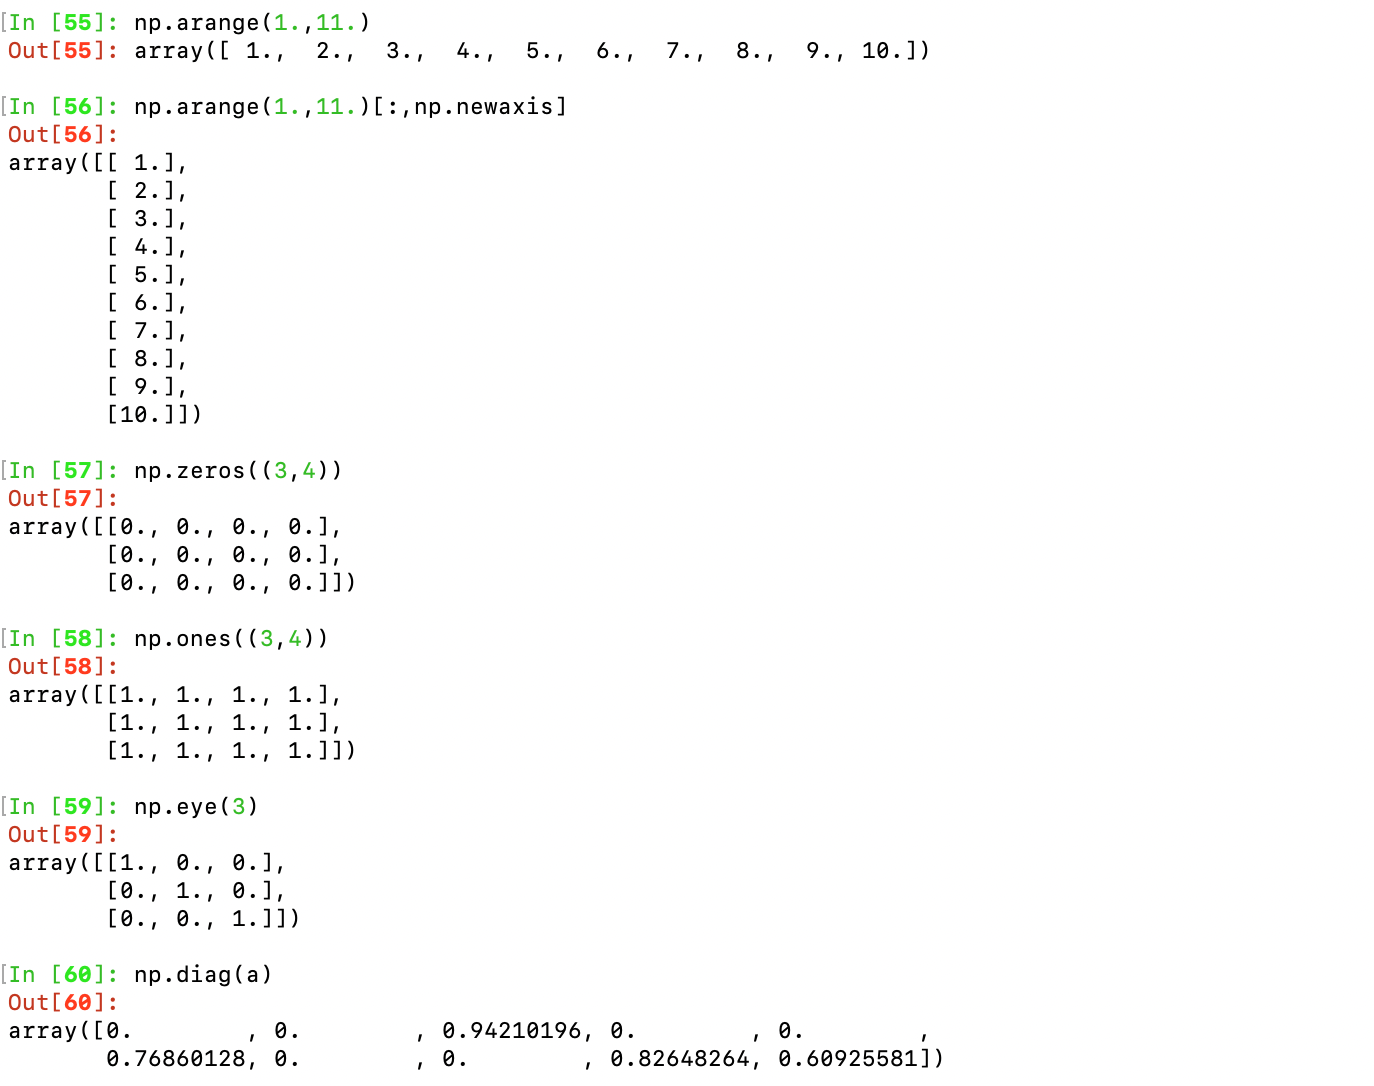 [In [55]: np.arange(1.,11.)
Out[55]: array([ 1.,  2.,  3.,  4.,  5.,  6.,  7.,  8.,  9., 10.])
[In [56]: np.arange(1.,11.)[:,np.newaxis]
Out[56]:
array([[ 1.],
       [ 2.],
       [ 3.],
       [ 4.],
       [ 5.],
       [ 6.],
       [ 7.],
       [ 8.],
       [ 9.],
       [10.]])
[In [57]: np.zeros((3,4))
Out[57]:
array([[0., 0., 0., 0.],
       [0., 0., 0., 0.],
       [0., 0., 0., 0.]])
[In [58]: np.ones((3,4))
Out[58]:
array([[1., 1., 1., 1.],
       [1., 1., 1., 1.],
       [1., 1., 1., 1.]])
[In [59]: np.eye(3)
Out[59]:
array([[1., 0., 0.],
       [0., 1., 0.],
       [0., 0., 1.]])
[In [60]: np.diag(a)
Out[60]:
array([0.        , 0.        , 0.94210196, 0.        , 0.        ,
       0.76860128, 0.        , 0.        , 0.82648264, 0.60925581])